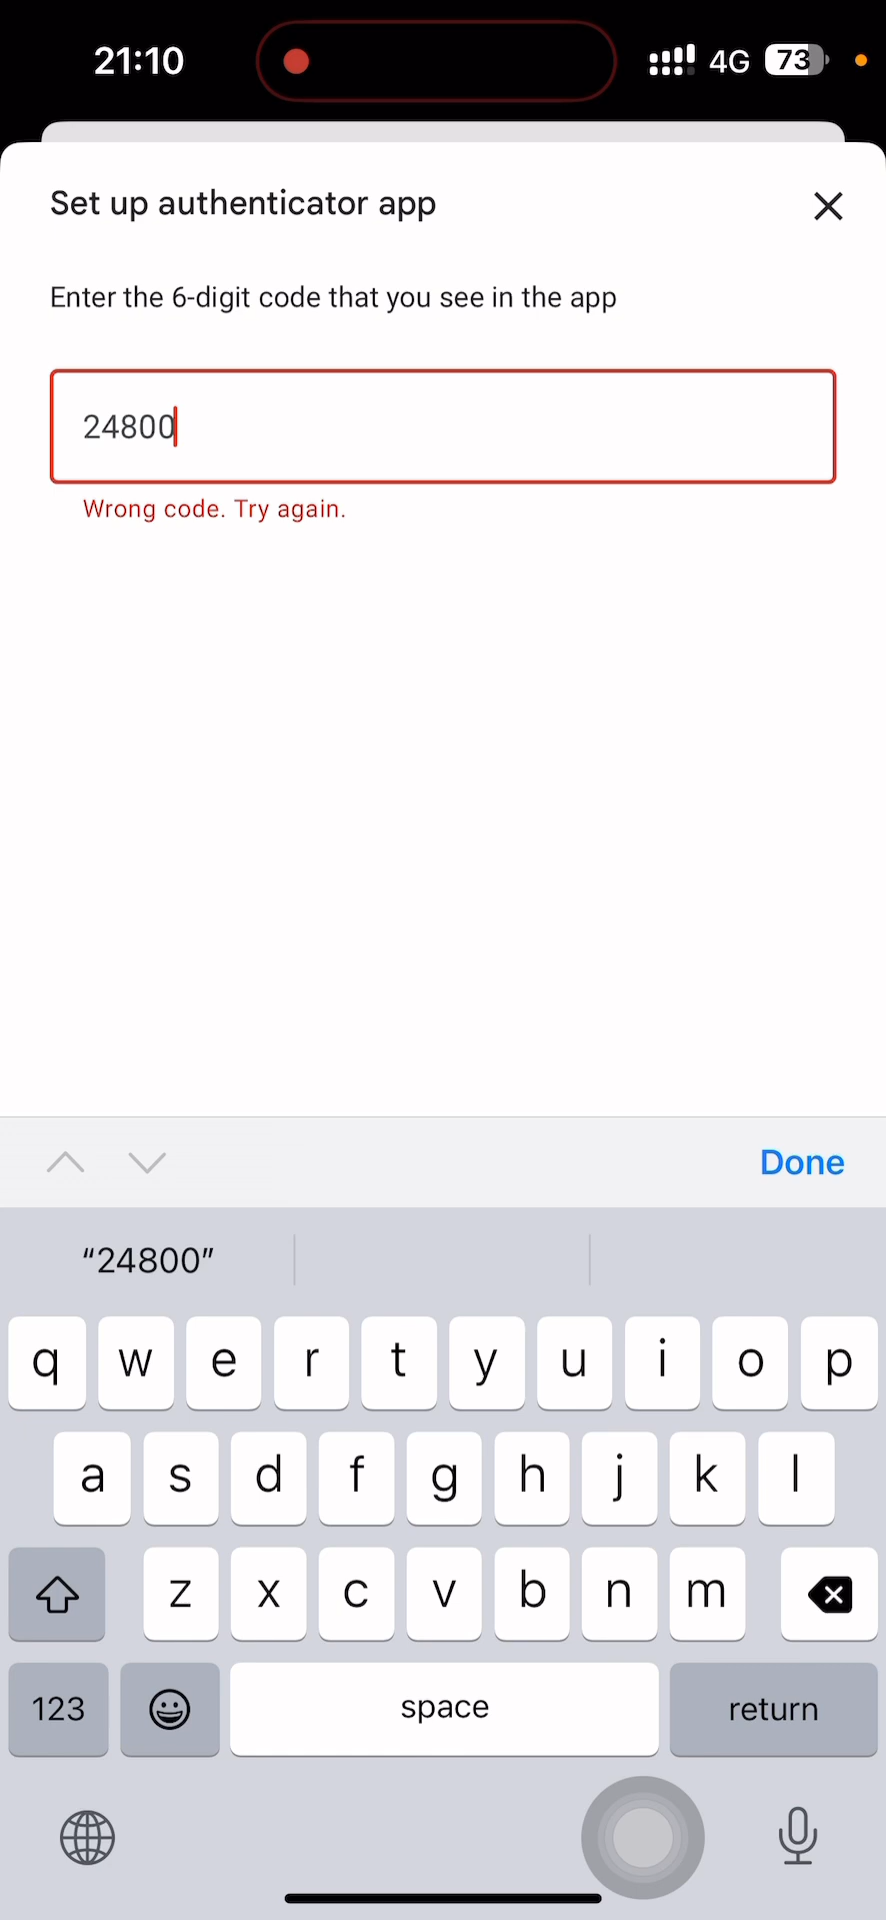 21:10
4G
73
Set up authenticator app
Enter the 6-digit code that you see in the app
24800
Wrong code. Try again.
Done
“24800”
q w e r t y u i o p
a s d f g h j k l
z x c v b n m
123 space return